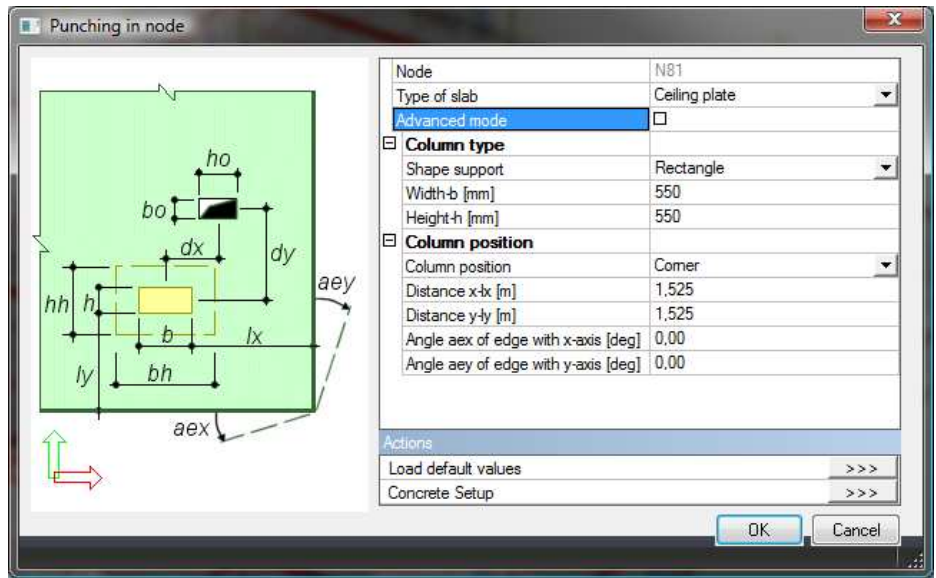 Punching in node
Node N81
Type of slab Ceiling plate
Advanced mode
Column type
Shape support Rectangle
Width-b [mm] 550
Height-h [mm] 550
Column position
Column position Corner
Distance x-lx [m] 1,525
Distance y-ly [m] 1,525
Angle aex of edge with x-axis [deg] 0,00
Angle aey of edge with y-axis [deg] 0,00
ho
bo
dx
dy
aey
hh
h
b
lx
ly
bh
aex
Actions
Load default values >>>
Concrete Setup >>>
OK Cancel